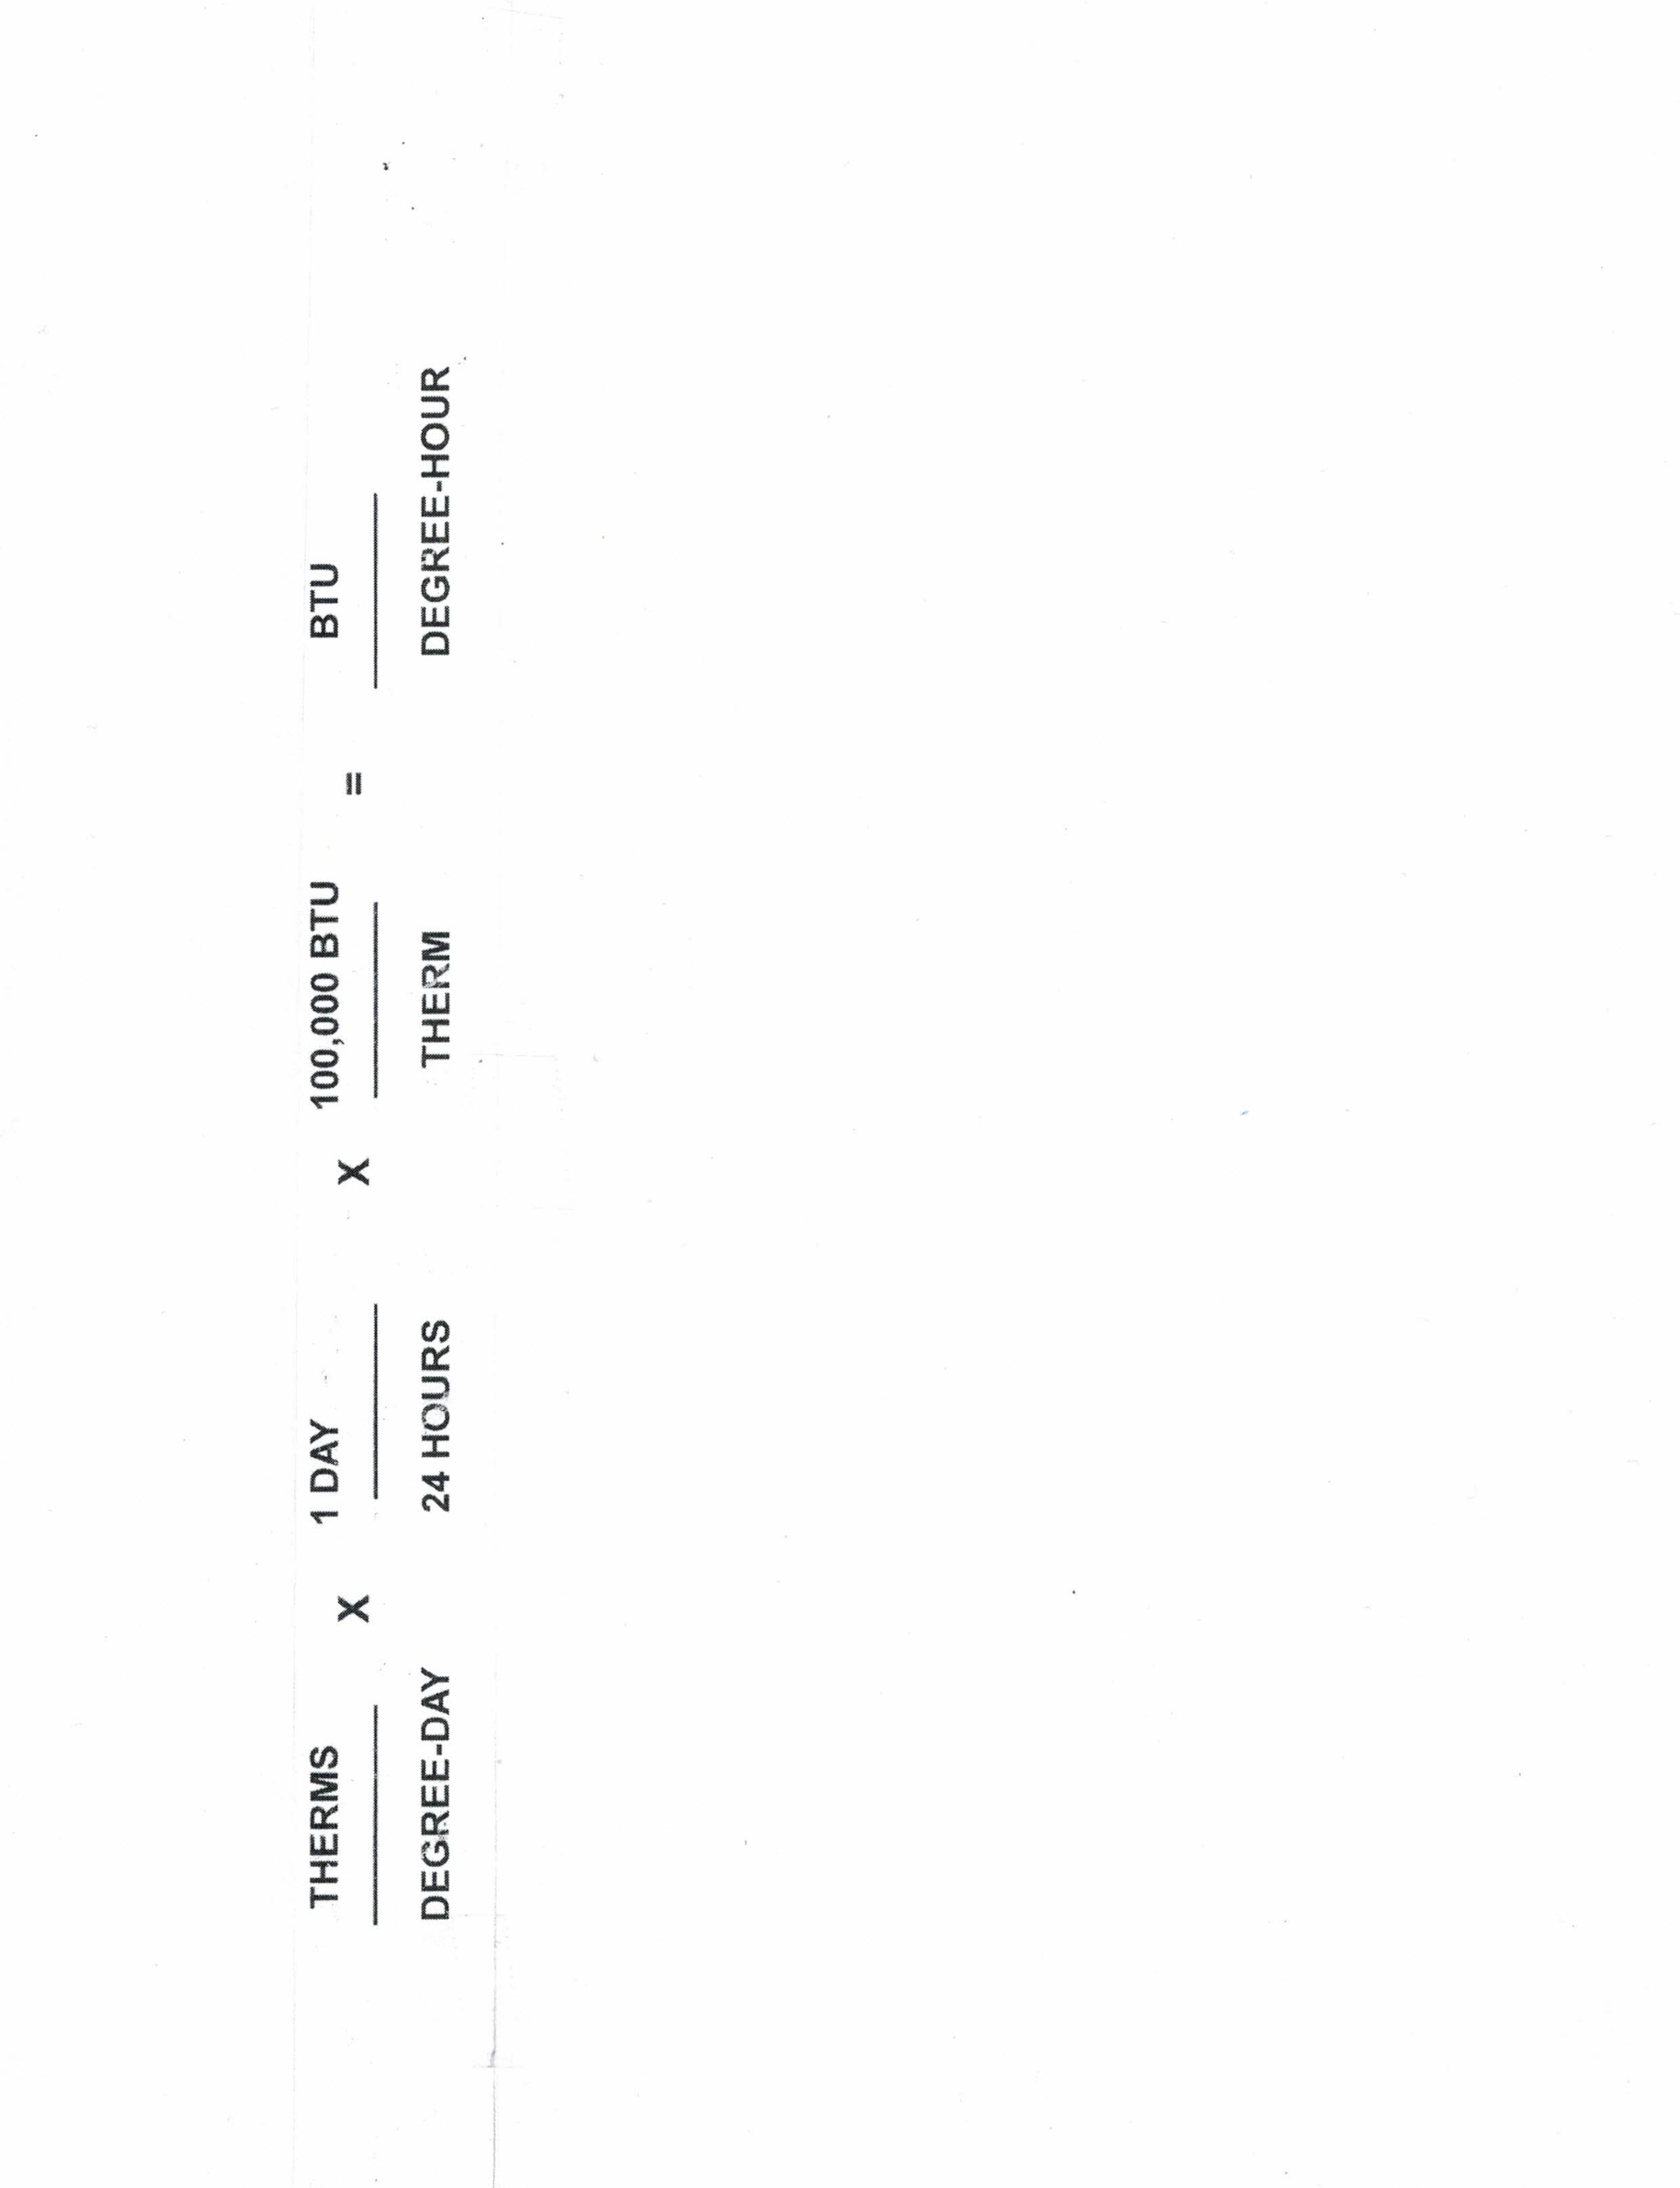 THERMS 1 DAY 100,000 BTU BTU
X X =
DEGREE-DAY 24 HOURS THERM DEGREE-HOUR